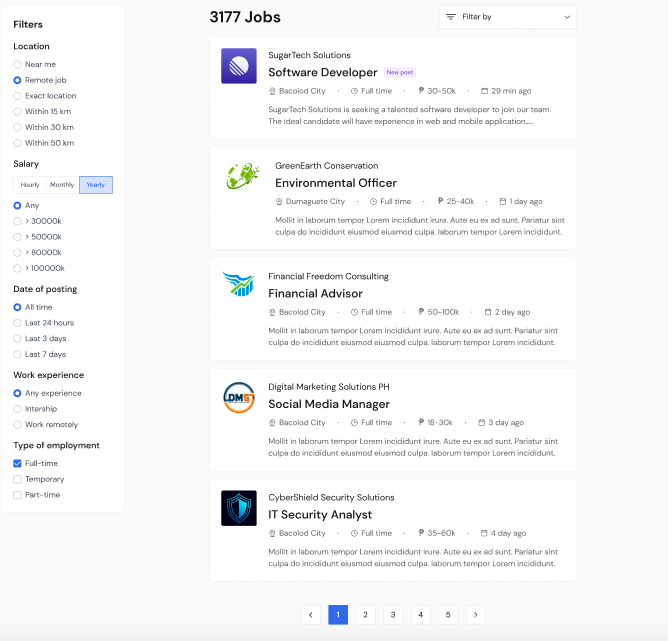 Filters
Location
Near me
Remote job
Exact location
Within 15 km
Within 30 km
Within 50 km
Salary
Hourly Monthly Yearly
Any
> 30000k
> 50000k
> 80000k
> 100000k
Date of posting
All time
Last 24 hours
Last 3 days
Last 7 days
Work experience
Any experience
Intership
Work remotely
Type of employment
Full-time
Temporary
Part-time
3177 Jobs
Filter by
SugarTech Solutions
Software Developer New post
Bacolod City · Full time · ₱ 30-50k · 29 min ago
SugarTech Solutions is seeking a talented software developer to join our team.
The ideal candidate will have experience in web and mobile application.....
GreenEarth Conservation
Environmental Officer
Dumaguete City · Full time · ₱ 25-40k · 1 day ago
Mollit in laborum tempor Lorem incididunt irure. Aute eu ex ad sunt. Pariatur sint
culpa do incididunt eiusmod eiusmod culpa. laborum tempor Lorem incididunt.
Financial Freedom Consulting
Financial Advisor
Bacolod City · Full time · ₱ 50-100k · 2 day ago
Mollit in laborum tempor Lorem incididunt irure. Aute eu ex ad sunt. Pariatur sint
culpa do incididunt eiusmod eiusmod culpa. laborum tempor Lorem incididunt.
Digital Marketing Solutions PH
Social Media Manager
Bacolod City · Full time · ₱ 18-30k · 3 day ago
Mollit in laborum tempor Lorem incididunt irure. Aute eu ex ad sunt. Pariatur sint
culpa do incididunt eiusmod eiusmod culpa. laborum tempor Lorem incididunt.
CyberShield Security Solutions
IT Security Analyst
Bacolod City · Full time · ₱ 35-60k · 4 day ago
Mollit in laborum tempor Lorem incididunt irure. Aute eu ex ad sunt. Pariatur sint
culpa do incididunt eiusmod eiusmod culpa. laborum tempor Lorem incididunt.
< 1 2 3 4 5 >